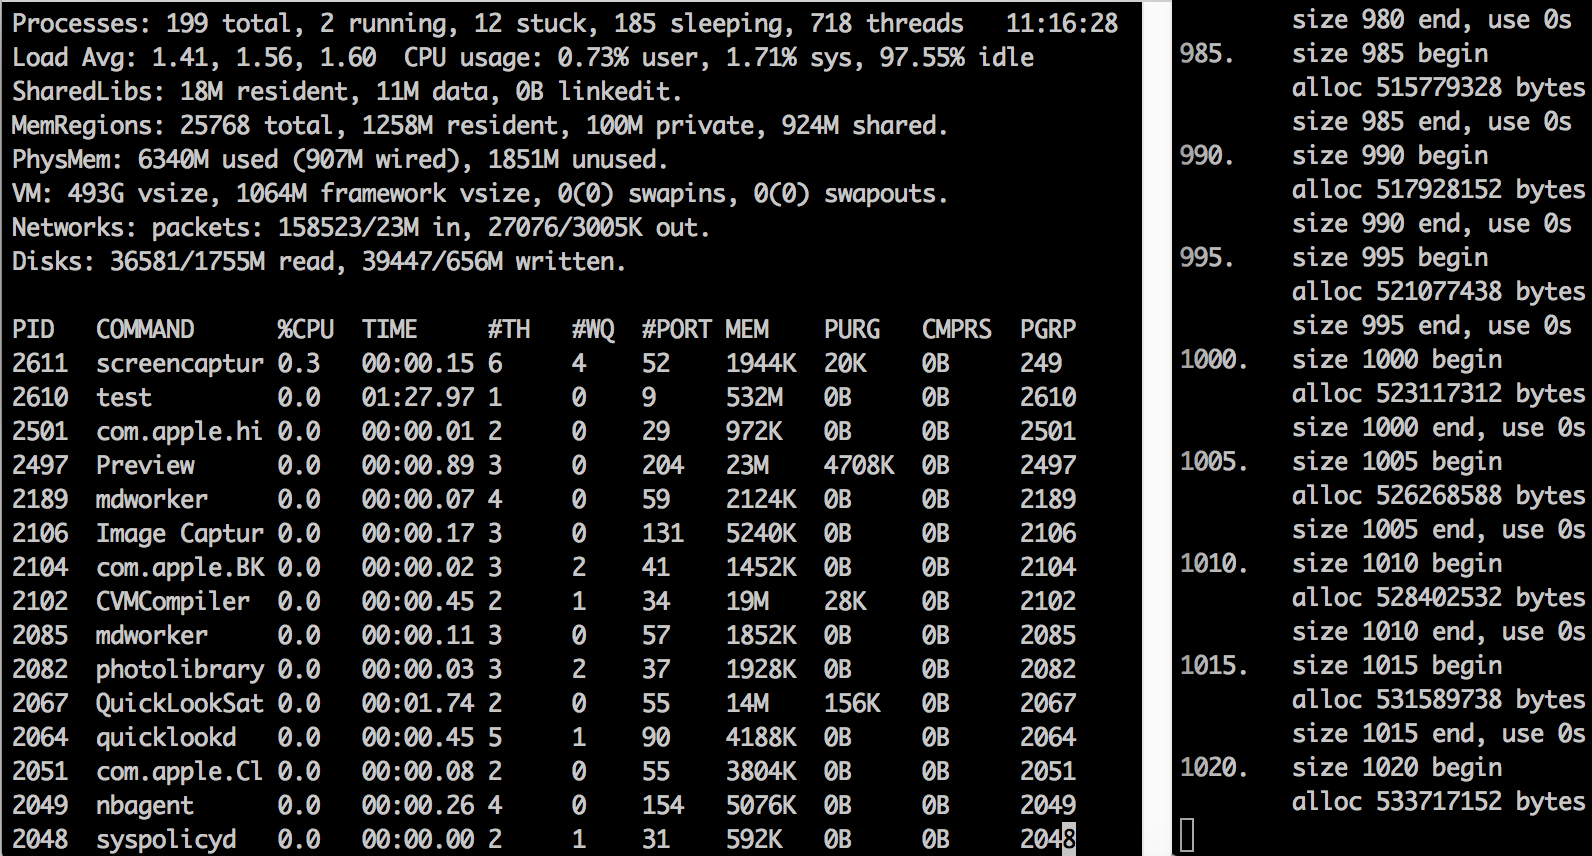 Processes: 199 total, 2 running, 12 stuck, 185 sleeping, 718 threads   11:16:28
Load Avg: 1.41, 1.56, 1.60  CPU usage: 0.73% user, 1.71% sys, 97.55% idle
SharedLibs: 18M resident, 11M data, 0B linkedit.
MemRegions: 25768 total, 1258M resident, 100M private, 924M shared.
PhysMem: 6340M used (907M wired), 1851M unused.
VM: 493G vsize, 1064M framework vsize, 0(0) swapins, 0(0) swapouts.
Networks: packets: 158523/23M in, 27076/3005K out.
Disks: 36581/1755M read, 39447/656M written.
PID   COMMAND      %CPU  TIME     #TH   #WQ  #PORT MEM    PURG   CMPRS  PGRP
2611  screencaptur 0.3   00:00.15 6     4    52    1944K  20K    0B     249
2610  test         0.0   01:27.97 1     0    9     532M   0B     0B     2610
2501  com.apple.hi 0.0   00:00.01 2     0    29    972K   0B     0B     2501
2497  Preview      0.0   00:00.89 3     0    204   23M    4708K  0B     2497
2189  mdworker     0.0   00:00.07 4     0    59    2124K  0B     0B     2189
2106  Image Captur 0.0   00:00.17 3     0    131   5240K  0B     0B     2106
2104  com.apple.BK 0.0   00:00.02 3     2    41    1452K  0B     0B     2104
2102  CVMCompiler  0.0   00:00.45 2     1    34    19M    28K    0B     2102
2085  mdworker     0.0   00:00.11 3     0    57    1852K  0B     0B     2085
2082  photolibrary 0.0   00:00.03 3     2    37    1928K  0B     0B     2082
2067  QuickLookSat 0.0   00:01.74 2     0    55    14M    156K   0B     2067
2064  quicklookd   0.0   00:00.45 5     1    90    4188K  0B     0B     2064
2051  com.apple.Cl 0.0   00:00.08 2     0    55    3804K  0B     0B     2051
2049  nbagent      0.0   00:00.26 4     0    154   5076K  0B     0B     2049
2048  syspolicyd   0.0   00:00.00 2     1    31    592K   0B     0B     2048
size 980 end, use 0s
985.    size 985 begin
alloc 515779328 bytes
size 985 end, use 0s
990.    size 990 begin
alloc 517928152 bytes
size 990 end, use 0s
995.    size 995 begin
alloc 521077438 bytes
size 995 end, use 0s
1000.   size 1000 begin
alloc 523117312 bytes
size 1000 end, use 0s
1005.   size 1005 begin
alloc 526268588 bytes
size 1005 end, use 0s
1010.   size 1010 begin
alloc 528402532 bytes
size 1010 end, use 0s
1015.   size 1015 begin
alloc 531589738 bytes
size 1015 end, use 0s
1020.   size 1020 begin
alloc 533717152 bytes